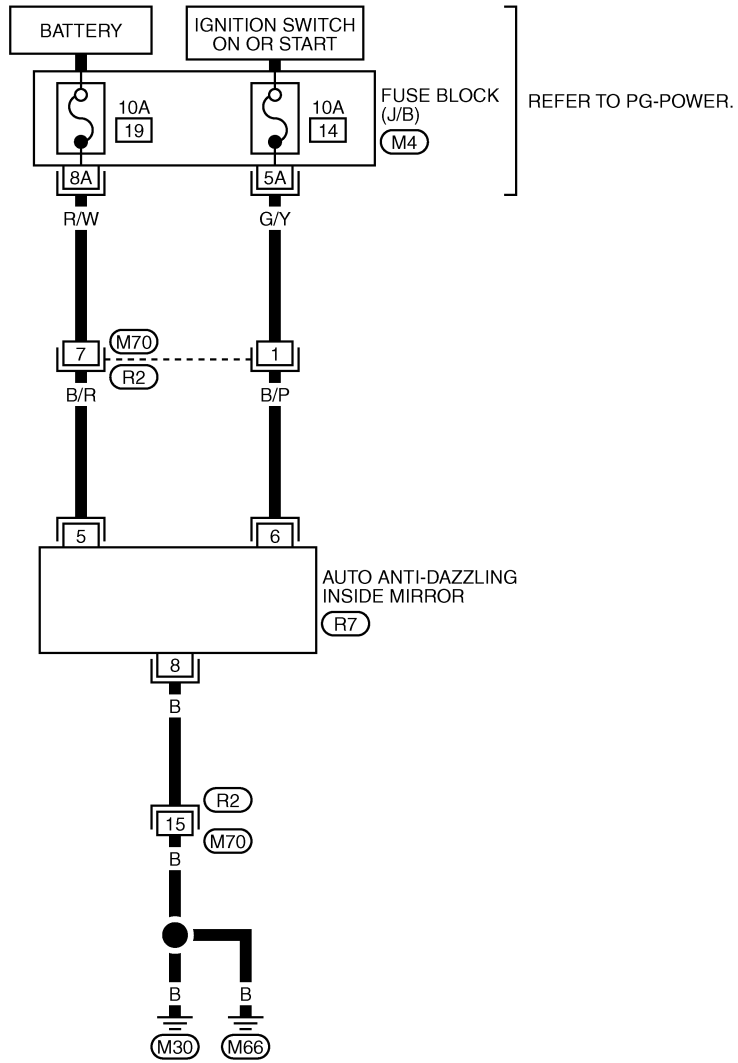 BATTERY
IGNITION SWITCH
ON OR START
10A
19
10A
14
FUSE BLOCK
(J/B)
M4
REFER TO PG-POWER.
8A
5A
R/W
G/Y
7
M70
1
R2
B/R
B/P
5
6
AUTO ANTI-DAZZLING
INSIDE MIRROR
R7
8
B
R2
15
M70
B
B
B
M30
M66